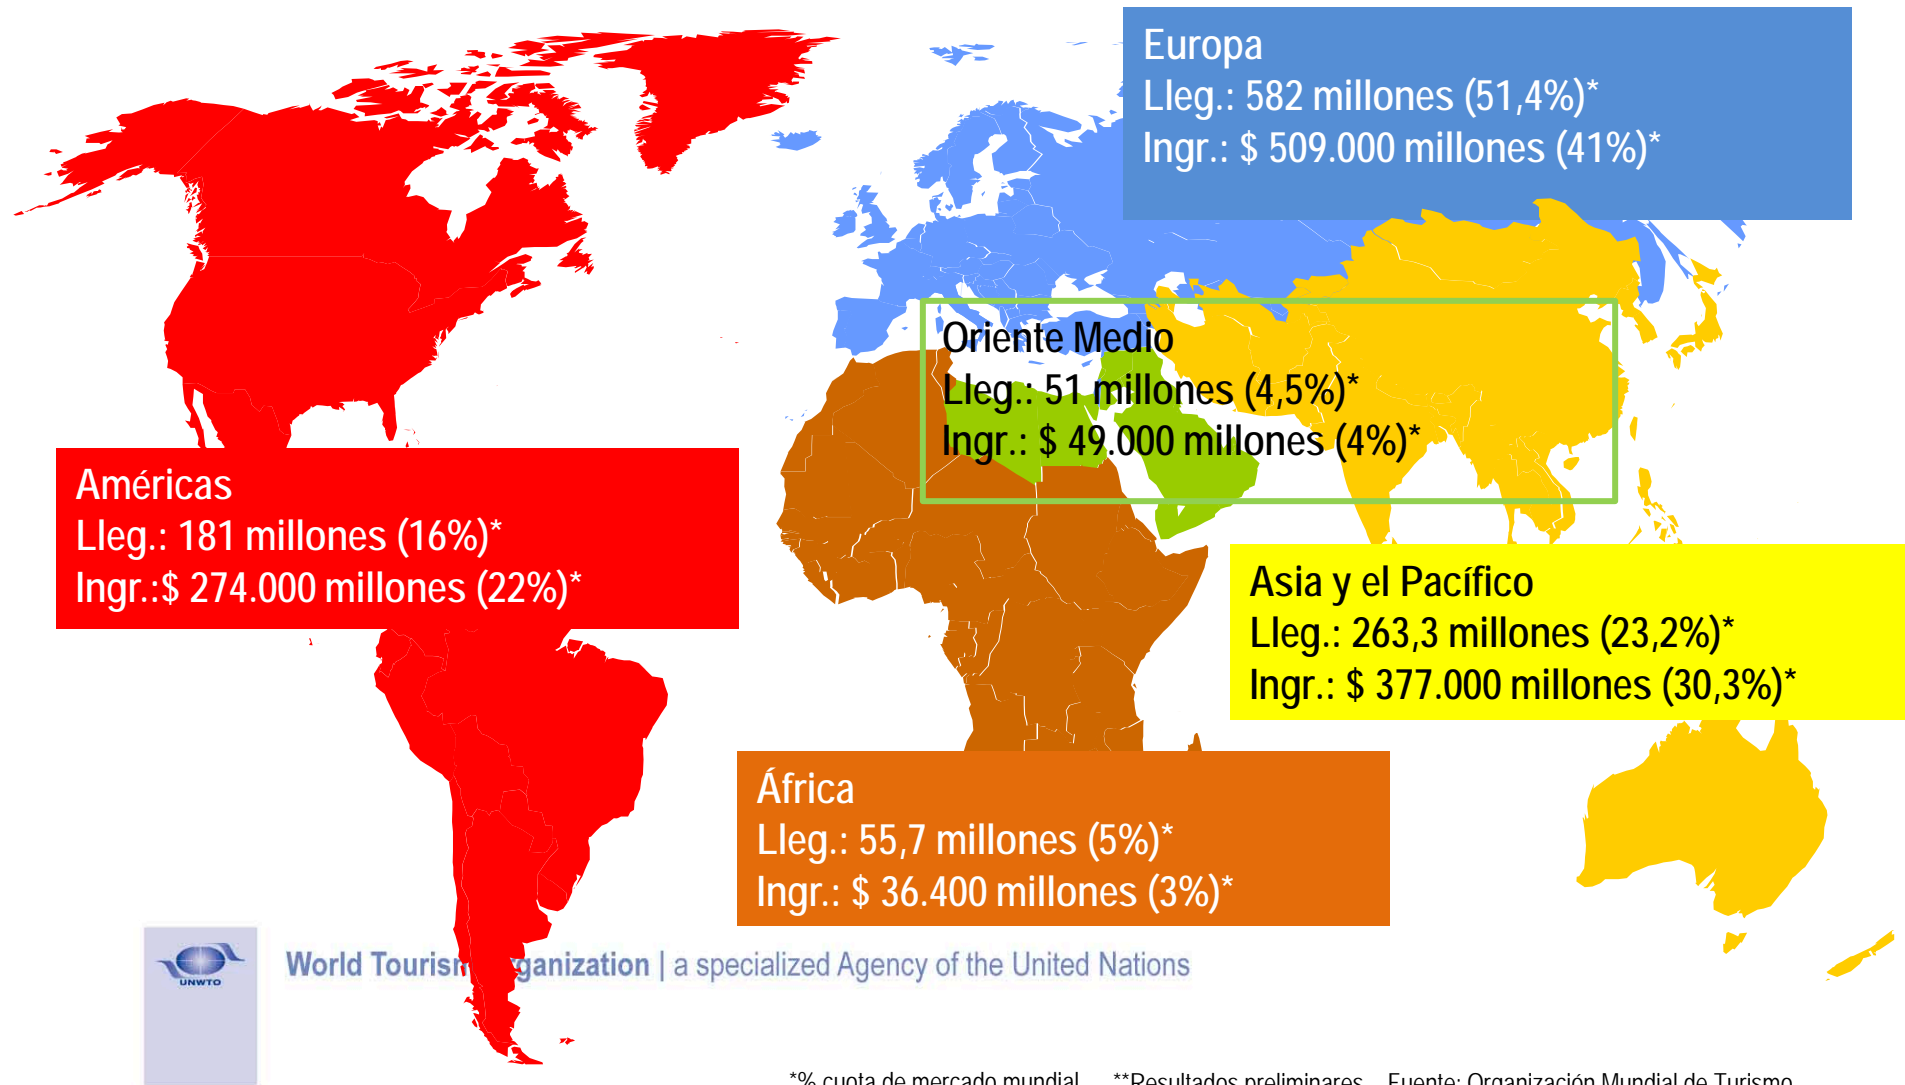 Europa
Lleg.: 582 millones (51,4%)*
Ingr.: $ 509.000 millones (41%)*
Oriente Medio
Lleg.: 51 millones (4,5%)*
Ingr.: $ 49.000 millones (4%)*
Américas
Lleg.: 181 millones (16%)*
Ingr.:$ 274.000 millones (22%)*
Asia y el Pacífico
Lleg.: 263,3 millones (23,2%)*
Ingr.: $ 377.000 millones (30,3%)*
África
Lleg.: 55,7 millones (5%)*
Ingr.: $ 36.400 millones (3%)*
UNWTO
World Tourism Organization | a specialized Agency of the United Nations
*% cuota de mercado mundial **Resultados preliminares Fuente: Organización Mundial de Turismo